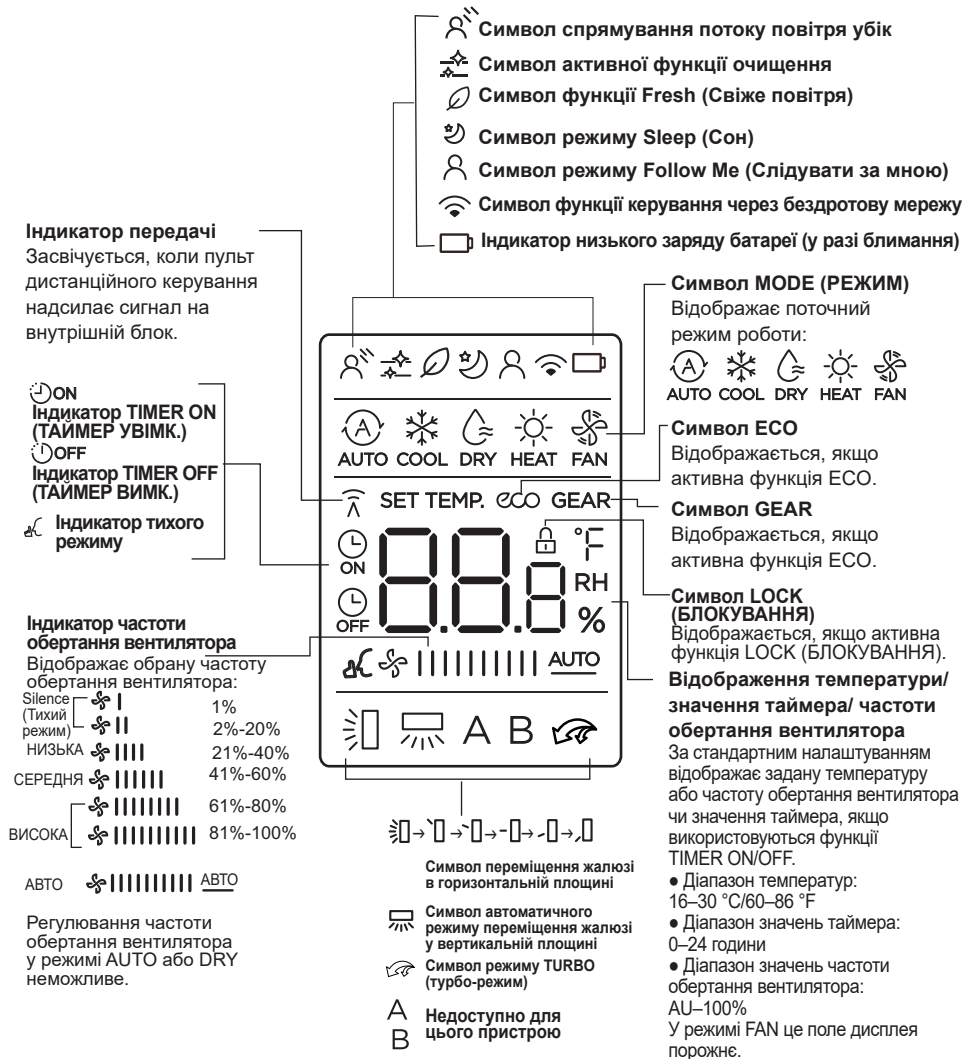 Символ спрямування потоку повітря убік
Символ активної функції очищення
Символ функції Fresh (Свіже повітря)
Символ режиму Sleep (Сон)
Символ режиму Follow Me (Слідувати за мною)
Символ функції керування через бездротову мережу
Індикатор низького заряду батареї (у разі блимання)
Індикатор передачі
Засвічується, коли пульт
дистанційного керування
надсилає сигнал на
внутрішній блок.
ON
Індикатор TIMER ON
(ТАЙМЕР УВІМК.)
OFF
Індикатор TIMER OFF
(ТАЙМЕР ВИМК.)
Індикатор тихого
режиму
Індикатор частоти
обертання вентилятора
Відображає обрану частоту
обертання вентилятора:
Silence
(Тихий
режим)
1%
2%-20%
НИЗЬКА 21%-40%
СЕРЕДНЯ 41%-60%
ВИСОКА
61%-80%
81%-100%
АВТО АВТО
Регулювання частоти
обертання вентилятора
у режимі AUTO або DRY
неможливе.
AUTO COOL DRY HEAT FAN
SET TEMP. eco GEAR
ON
OFF
88.8
°F
RH
%
AUTO
A B
Символ переміщення жалюзі
в горизонтальній площині
Символ автоматичного
режиму переміщення жалюзі
у вертикальній площині
Символ режиму TURBO
(турбо-режим)
A
B
Недоступно для
цього пристрою
Символ MODE (РЕЖИМ)
Відображає поточний
режим роботи:
AUTO COOL DRY HEAT FAN
Символ ECO
Відображається, якщо
активна функція ECO.
Символ GEAR
Відображається, якщо
активна функція ECO.
Символ LOCK
(БЛОКУВАННЯ)
Відображається, якщо активна
функція LOCK (БЛОКУВАННЯ).
Відображення температури/
значення таймера/ частоти
обертання вентилятора
За стандартним налаштуванням
відображає задану температуру
або частоту обертання вентилятора
чи значення таймера, якщо
використовуються функції
TIMER ON/OFF.
● Діапазон температур:
16–30 °C/60–86 °F
● Діапазон значень таймера:
0–24 години
● Діапазон значень частоти
обертання вентилятора:
AU–100%
У режимі FAN це поле дисплея
порожнє.